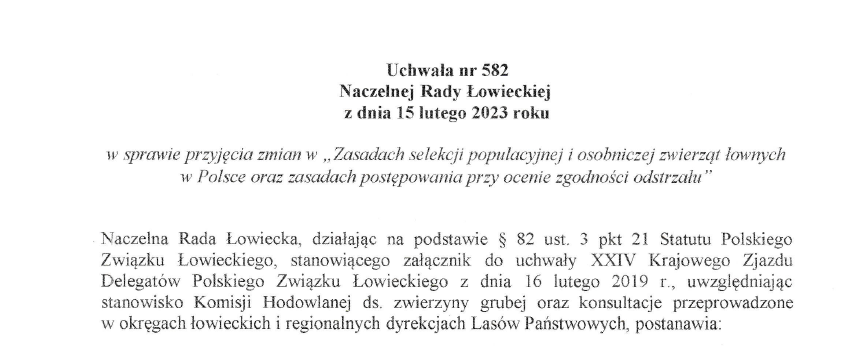 Uchwała nr 582
Naczelnej Rady Łowieckiej
z dnia 15 lutego 2023 roku
w sprawie przyjęcia zmian w „Zasadach selekcji populacyjnej i osobniczej zwierząt łownych
w Polsce oraz zasadach postępowania przy ocenie zgodności odstrzału”
Naczelna Rada Łowiecka, działając na podstawie § 82 ust. 3 pkt 21 Statutu Polskiego
Związku Łowieckiego, stanowiącego załącznik do uchwały XXIV Krajowego Zjazdu
Delegatów Polskiego Związku Łowieckiego z dnia 16 lutego 2019 r., uwzględniając
stanowisko Komisji Hodowlanej ds. zwierzyny grubej oraz konsultacje przeprowadzone
w okręgach łowieckich i regionalnych dyrekcjach Lasów Państwowych, postanawia: